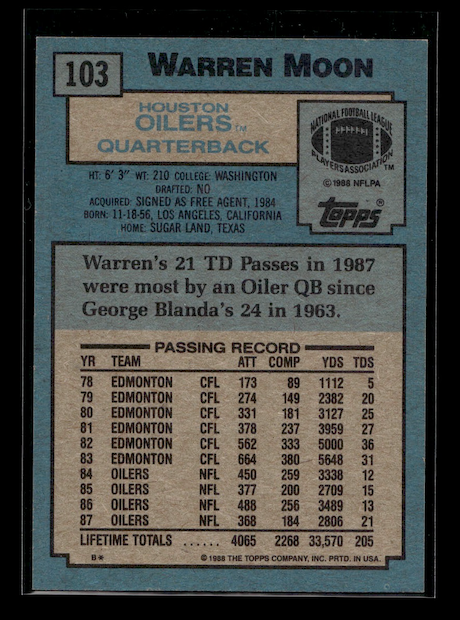 103
WARREN MOON
HOUSTON
OILERS TM
QUARTERBACK
NATIONAL FOOTBALL LEAGUE
PLAYERS ASSOCIATION TM
© 1988 NFLPA
Topps ®
HT: 6' 3" WT: 210 COLLEGE: WASHINGTON
DRAFTED: NO
ACQUIRED: SIGNED AS FREE AGENT, 1984
BORN: 11-18-56, LOS ANGELES, CALIFORNIA
HOME: SUGAR LAND, TEXAS
Warren's 21 TD Passes in 1987
were most by an Oiler QB since
George Blanda's 24 in 1963.
PASSING RECORD
YR TEAM ATT COMP YDS TDS
78 EDMONTON CFL 173 89 1112 5
79 EDMONTON CFL 274 149 2382 20
80 EDMONTON CFL 331 181 3127 25
81 EDMONTON CFL 378 237 3959 27
82 EDMONTON CFL 562 333 5000 36
83 EDMONTON CFL 664 380 5648 31
84 OILERS NFL 450 259 3338 12
85 OILERS NFL 377 200 2709 15
86 OILERS NFL 488 256 3489 13
87 OILERS NFL 368 184 2806 21
LIFETIME TOTALS ...... 4065 2268 33,570 205
B* © 1988 THE TOPPS COMPANY, INC. PRTD. IN USA.